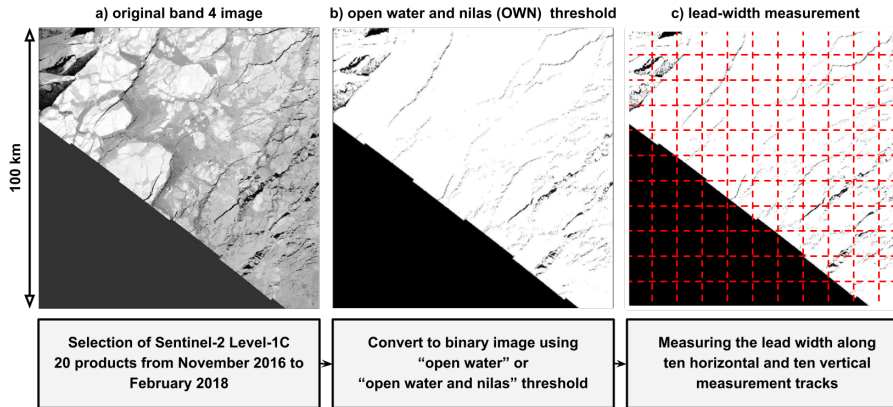 a) original band 4 image
b) open water and nilas (OWN) threshold
c) lead-width measurement
100 km
Selection of Sentinel-2 Level-1C
20 products from November 2016 to
February 2018
Convert to binary image using
“open water” or
“open water and nilas” threshold
Measuring the lead width along
ten horizontal and ten vertical
measurement tracks